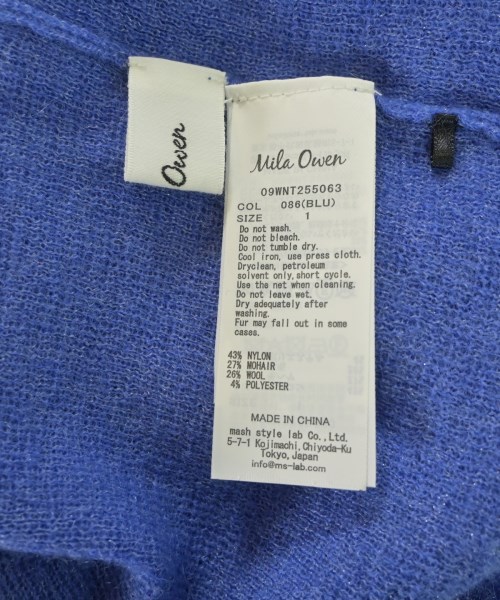 Owen
Mila Owen
09WNT255063
COL 086(BLU)
SIZE 1
Do not wash.
Do not bleach.
Do not tumble dry.
Cool iron, use press cloth.
Dryclean, petroleum
solvent only,short cycle.
Use the net when cleaning.
Do not leave wet.
Dry adequately after
washing.
Fur may fall out in some
cases.
43% NYLON
27% MOHAIR
26% WOOL
4% POLYESTER
MADE IN CHINA
mash style lab Co.,Ltd.
5-7-1 Kojimachi,Chiyoda-Ku
Tokyo,Japan
info@ms-lab.com